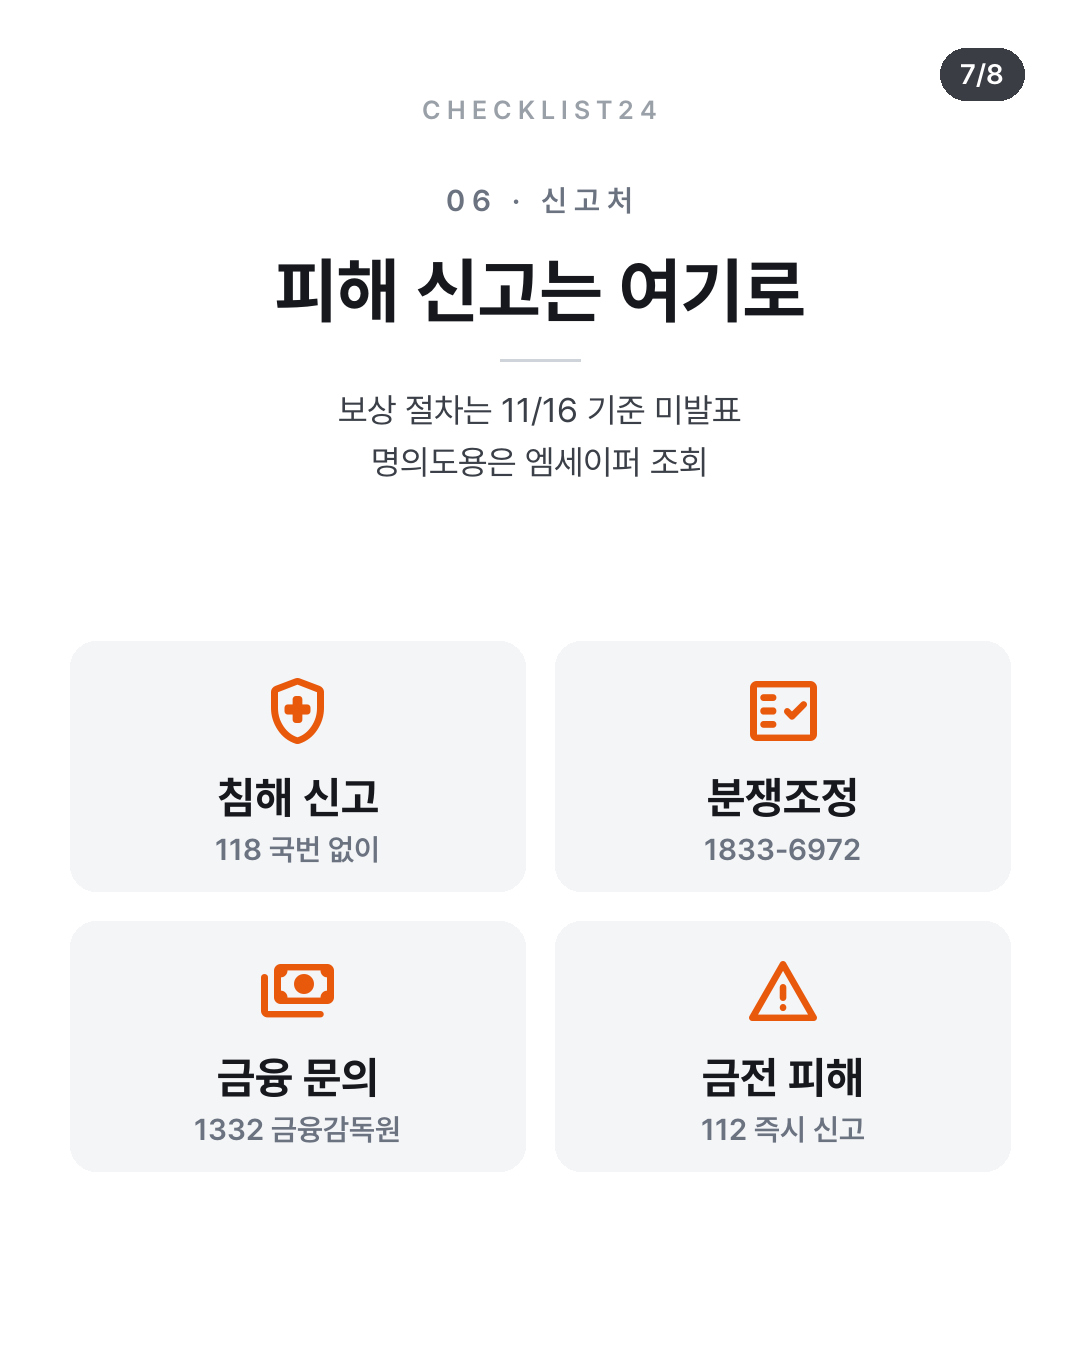 7/8
CHECKLIST24
06 · 신고처
피해 신고는 여기로
보상 절차는 11/16 기준 미발표
명의도용은 엠세이퍼 조회
침해 신고
118 국번 없이
분쟁조정
1833-6972
금융 문의
1332 금융감독원
금전 피해
112 즉시 신고